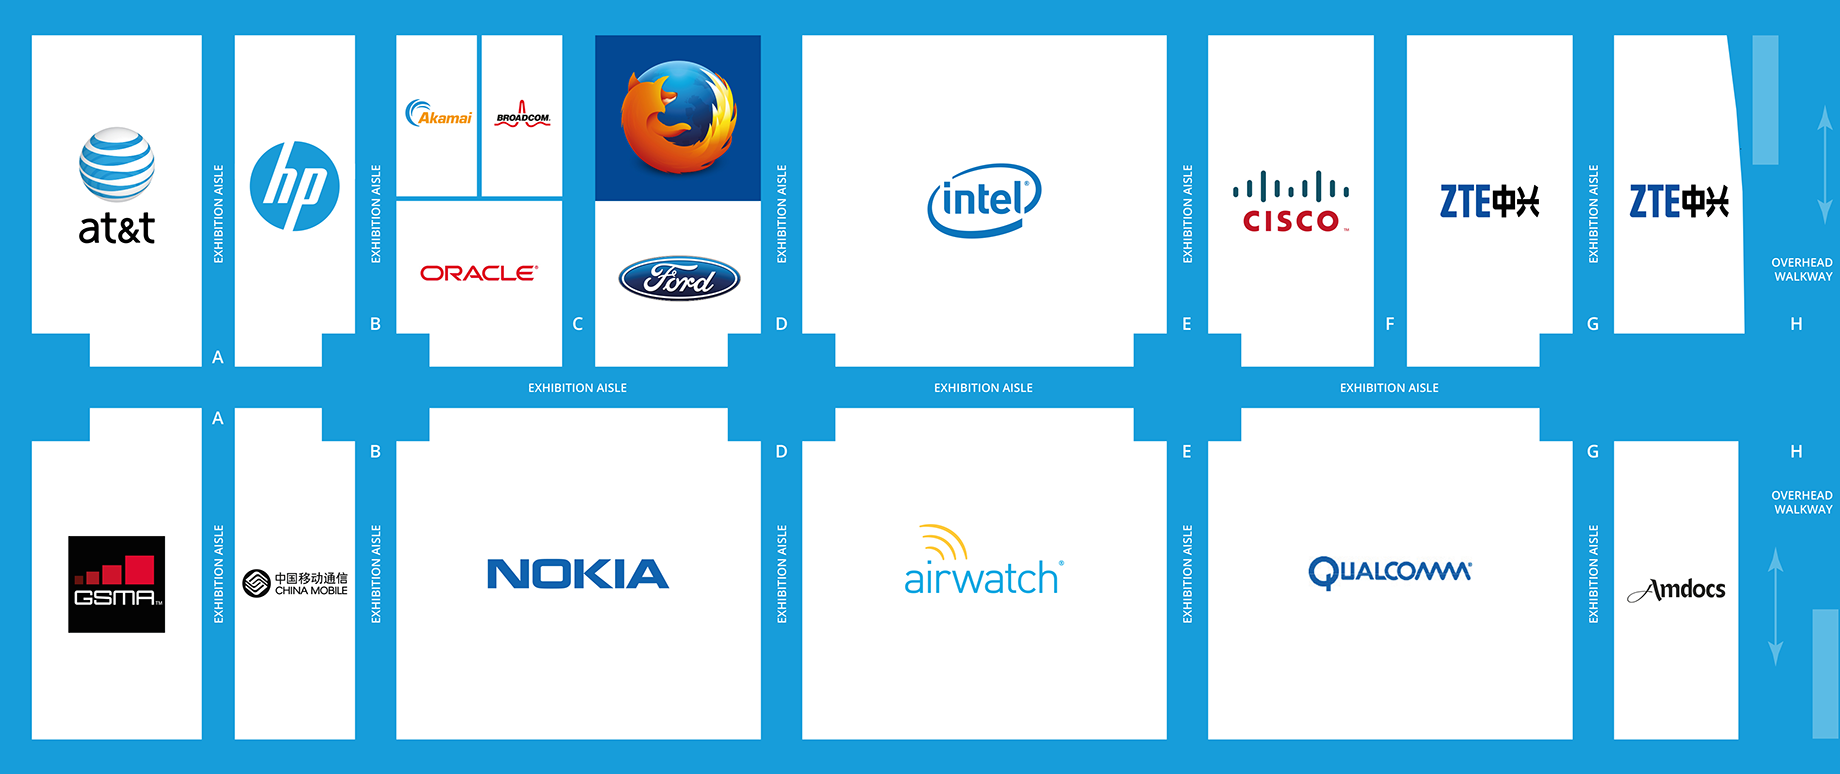 at&t
EXHIBITION AISLE
A
hp
EXHIBITION AISLE
B
Akamai
BROADCOM.
ORACLE®
C
Ford
EXHIBITION AISLE
D
intel®
EXHIBITION AISLE
E
CISCO™
F
ZTE中兴
EXHIBITION AISLE
G
ZTE中兴
OVERHEAD
WALKWAY
H
EXHIBITION AISLE
EXHIBITION AISLE
EXHIBITION AISLE
GSMA™
A
EXHIBITION AISLE
中国移动通信
CHINA MOBILE
B
EXHIBITION AISLE
NOKIA
D
EXHIBITION AISLE
airwatch®
E
EXHIBITION AISLE
QUALCOMM®
G
EXHIBITION AISLE
Amdocs
H
OVERHEAD
WALKWAY